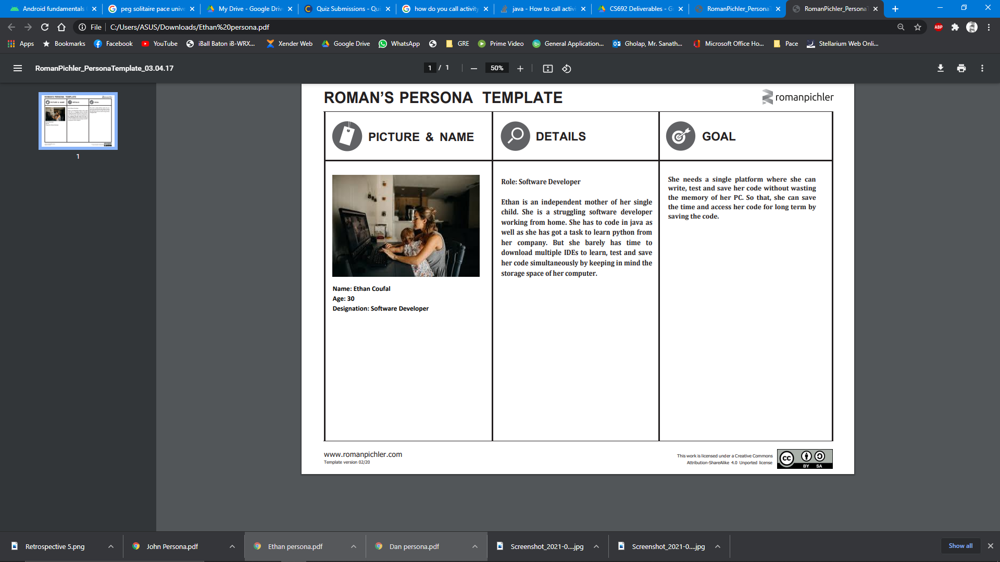 Android fundamentals
peg solitaire pace unive
My Drive - Google Driv
Quiz Submissions - Qui
how do you call activity
java - How to call activi
CS692 Deliverables - G
RomanPichler_PersonaT
RomanPichler_PersonaT
File
C:/Users/ASUS/Downloads/Ethan%20persona.pdf
ABP
Apps
Bookmarks
Facebook
YouTube
iBall Baton iB-WRX...
Xender Web
Google Drive
WhatsApp
GRE
Prime Video
General Application...
Gholap, Mr. Sanath...
Microsoft Office Ho...
Pace
Stellarium Web Onli...
RomanPichler_PersonaTemplate_03.04.17
1 / 1
50%
1
ROMAN'S PERSONA TEMPLATE
romanpichler
PICTURE & NAME
DETAILS
GOAL
Name: Ethan Coufal
Age: 30
Designation: Software Developer
Role: Software Developer
Ethan is an independent mother of her single
child. She is a struggling software developer
working from home. She has to code in java as
well as she has got a task to learn python from
her company. But she barely has time to
download multiple IDEs to learn, test and save
her code simultaneously by keeping in mind the
storage space of her computer.
She needs a single platform where she can
write, test and save her code without wasting
the memory of her PC. So that, she can save
the time and access her code for long term by
saving the code.
www.romanpichler.com
Template version 02/20
This work is licensed under a Creative Commons
Attribution-ShareAlike 4.0 Unported license
CC
BY SA
Retrospective 5.png
John Persona.pdf
Ethan persona.pdf
Dan persona.pdf
Screenshot_2021-0....jpg
Screenshot_2021-0....jpg
Show all